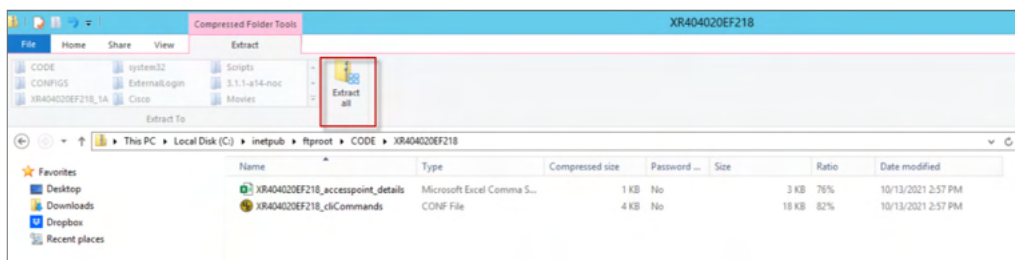 Compressed Folder Tools
XR404020EF218
File Home Share View Extract
CODE system32 Scripts
CONFIGS ExternalLogin 3.1.1-a14-noc
XR404020EF218_1A Cisco Movies
Extract all
Extract To
This PC Local Disk (C:) inetpub ftproot CODE XR404020EF218
Favorites
Desktop
Downloads
Dropbox
Recent places
Name Type Compressed size Password ... Size Ratio Date modified
XR404020EF218_accesspoint_details Microsoft Excel Comma S... 1 KB No 3 KB 76% 10/13/2021 2:57 PM
XR404020EF218_cliCommands CONF File 4 KB No 18 KB 82% 10/13/2021 2:57 PM